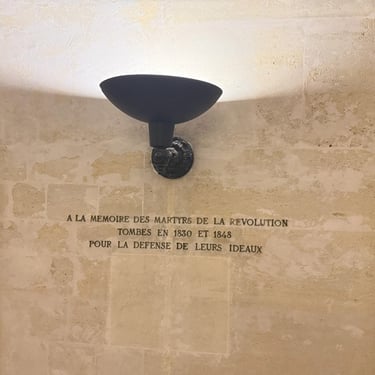 A LA MEMOIRE DES MARTYRS DE LA REVOLUTION
TOMBES EN 1830 ET 1848
POUR LA DEFENSE DE LEURS IDEAUX